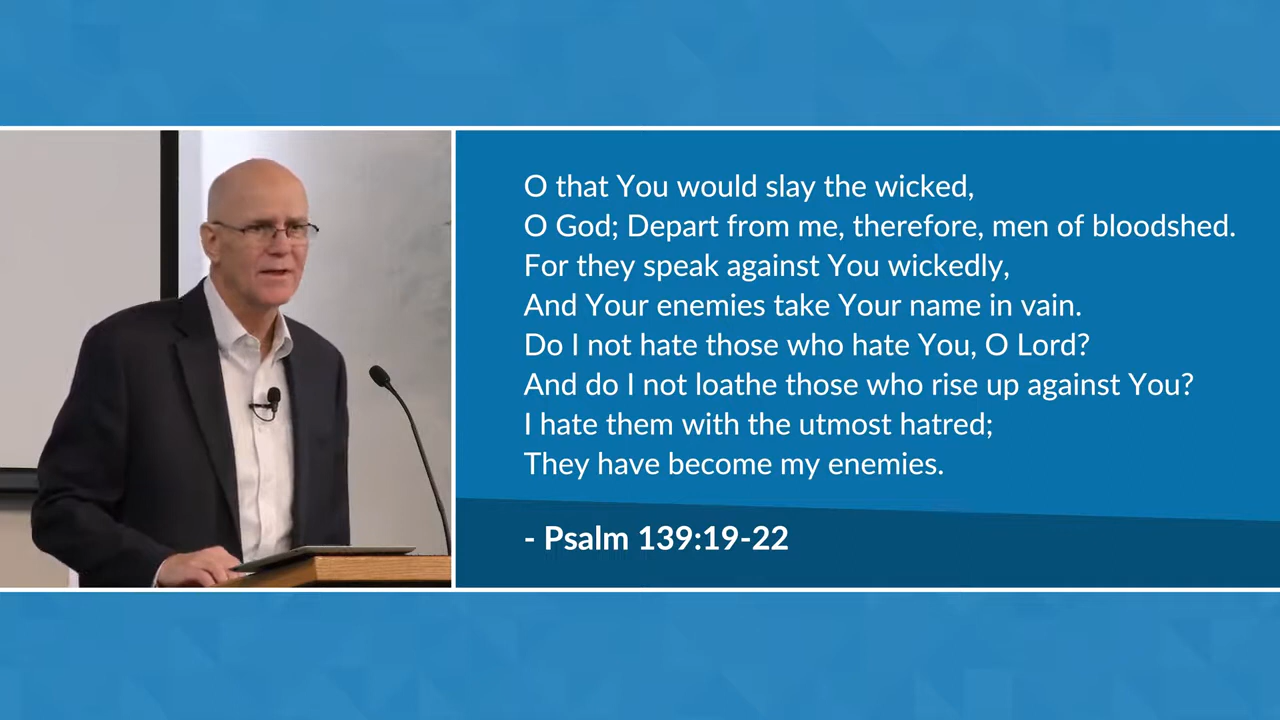 O that You would slay the wicked,
O God; Depart from me, therefore, men of bloodshed.
For they speak against You wickedly,
And Your enemies take Your name in vain.
Do I not hate those who hate You, O Lord?
And do I not loathe those who rise up against You?
I hate them with the utmost hatred;
They have become my enemies.
- Psalm 139:19-22